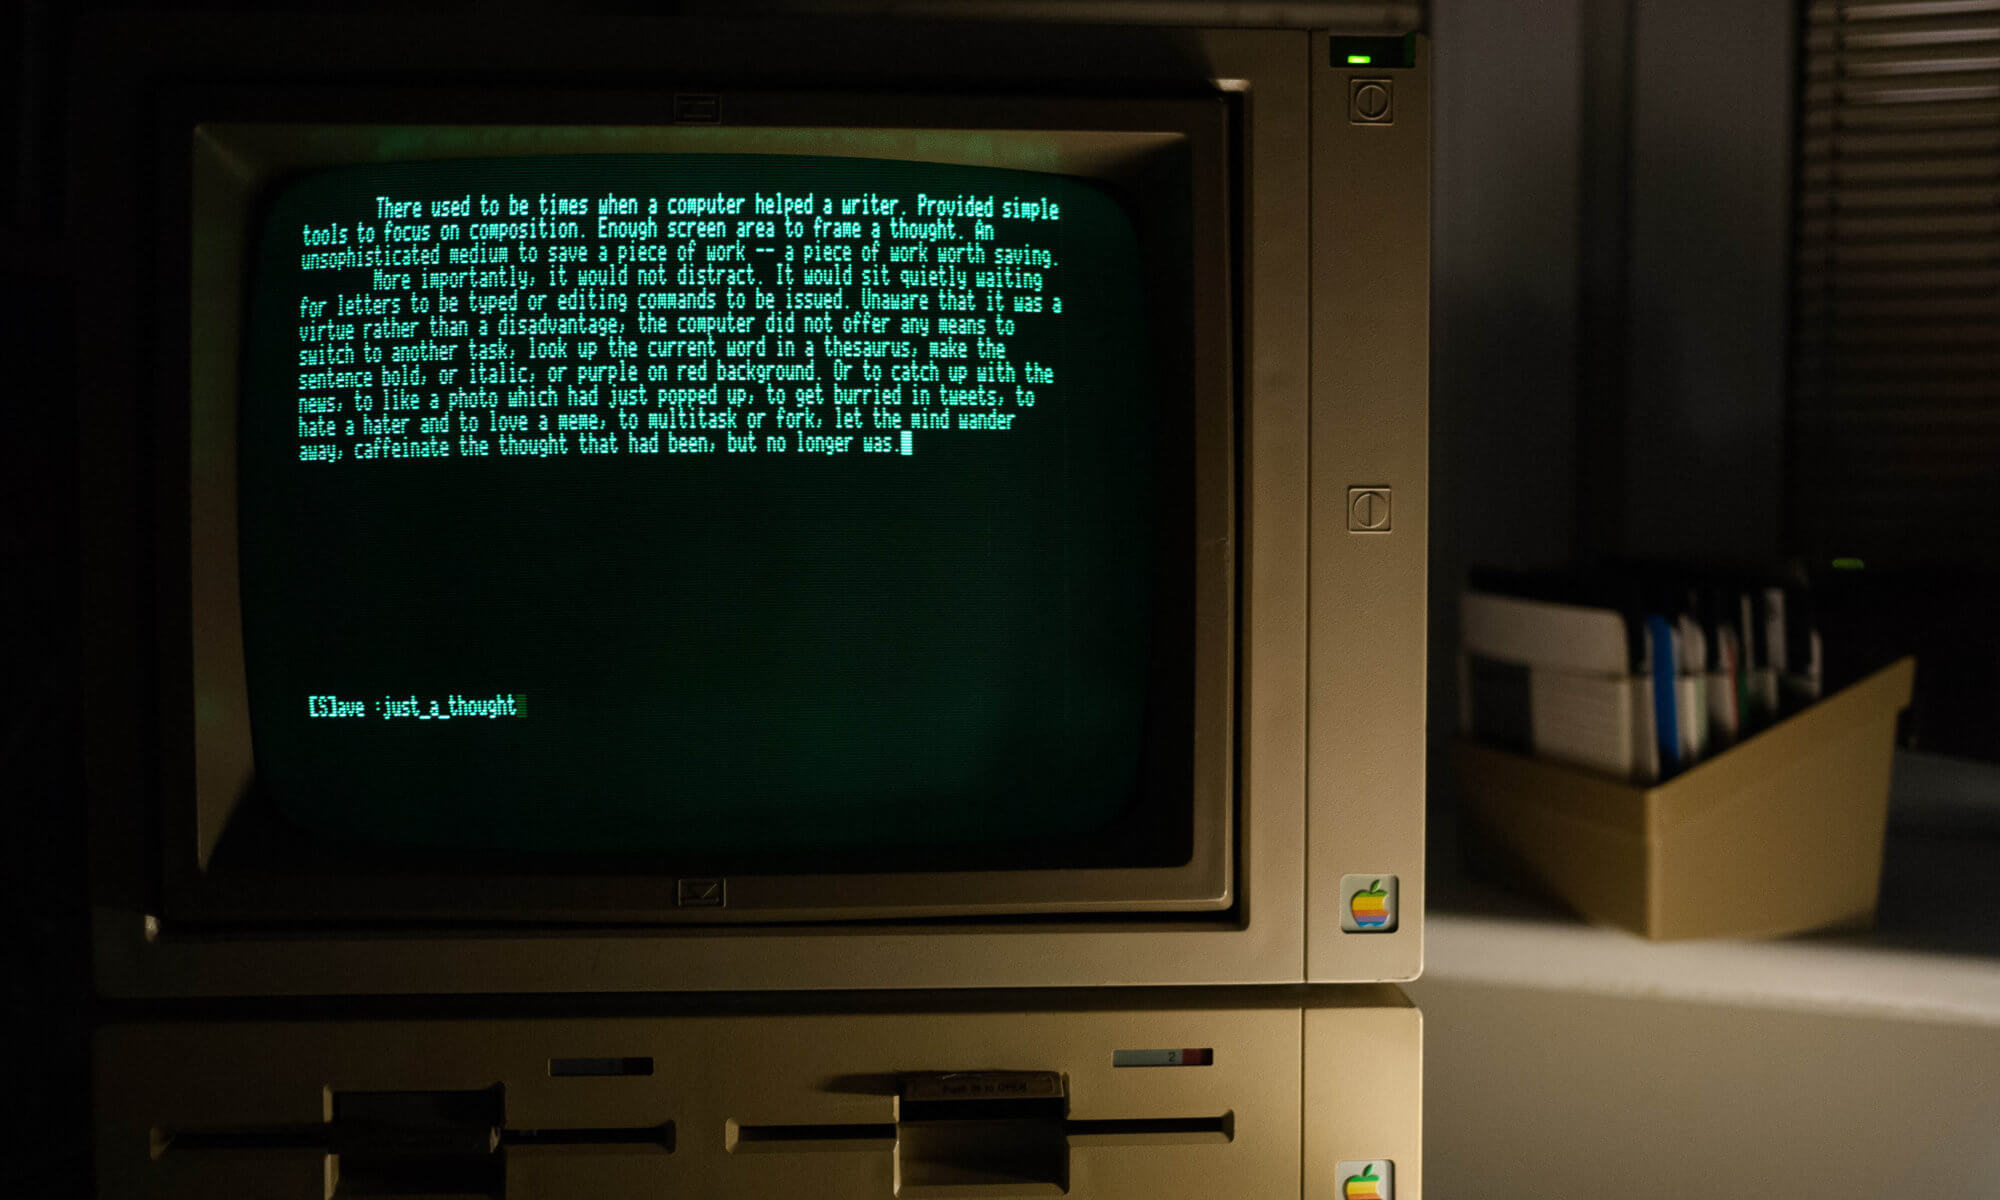 There used to be times when a computer helped a writer. Provided simple
tools to focus on composition. Enough screen area to frame a thought. An
unsophisticated medium to save a piece of work -- a piece of work worth saving.
More importantly, it would not distract. It would sit quietly waiting
for letters to be typed or editing commands to be issued. Unaware that it was a
virtue rather than a disadvantage, the computer did not offer any means to
switch to another task, look up the current word in a thesaurus, make the
sentence bold, or italic, or purple on red background. Or to catch up with the
news, to like a photo which had just popped up, to get burried in tweets, to
hate a hater and to love a meme, to multitask or fork, let the mind wander
away, caffeinate the thought that had been, but no longer was.
[S]ave :just_a_thought
2
Push in to OPEN